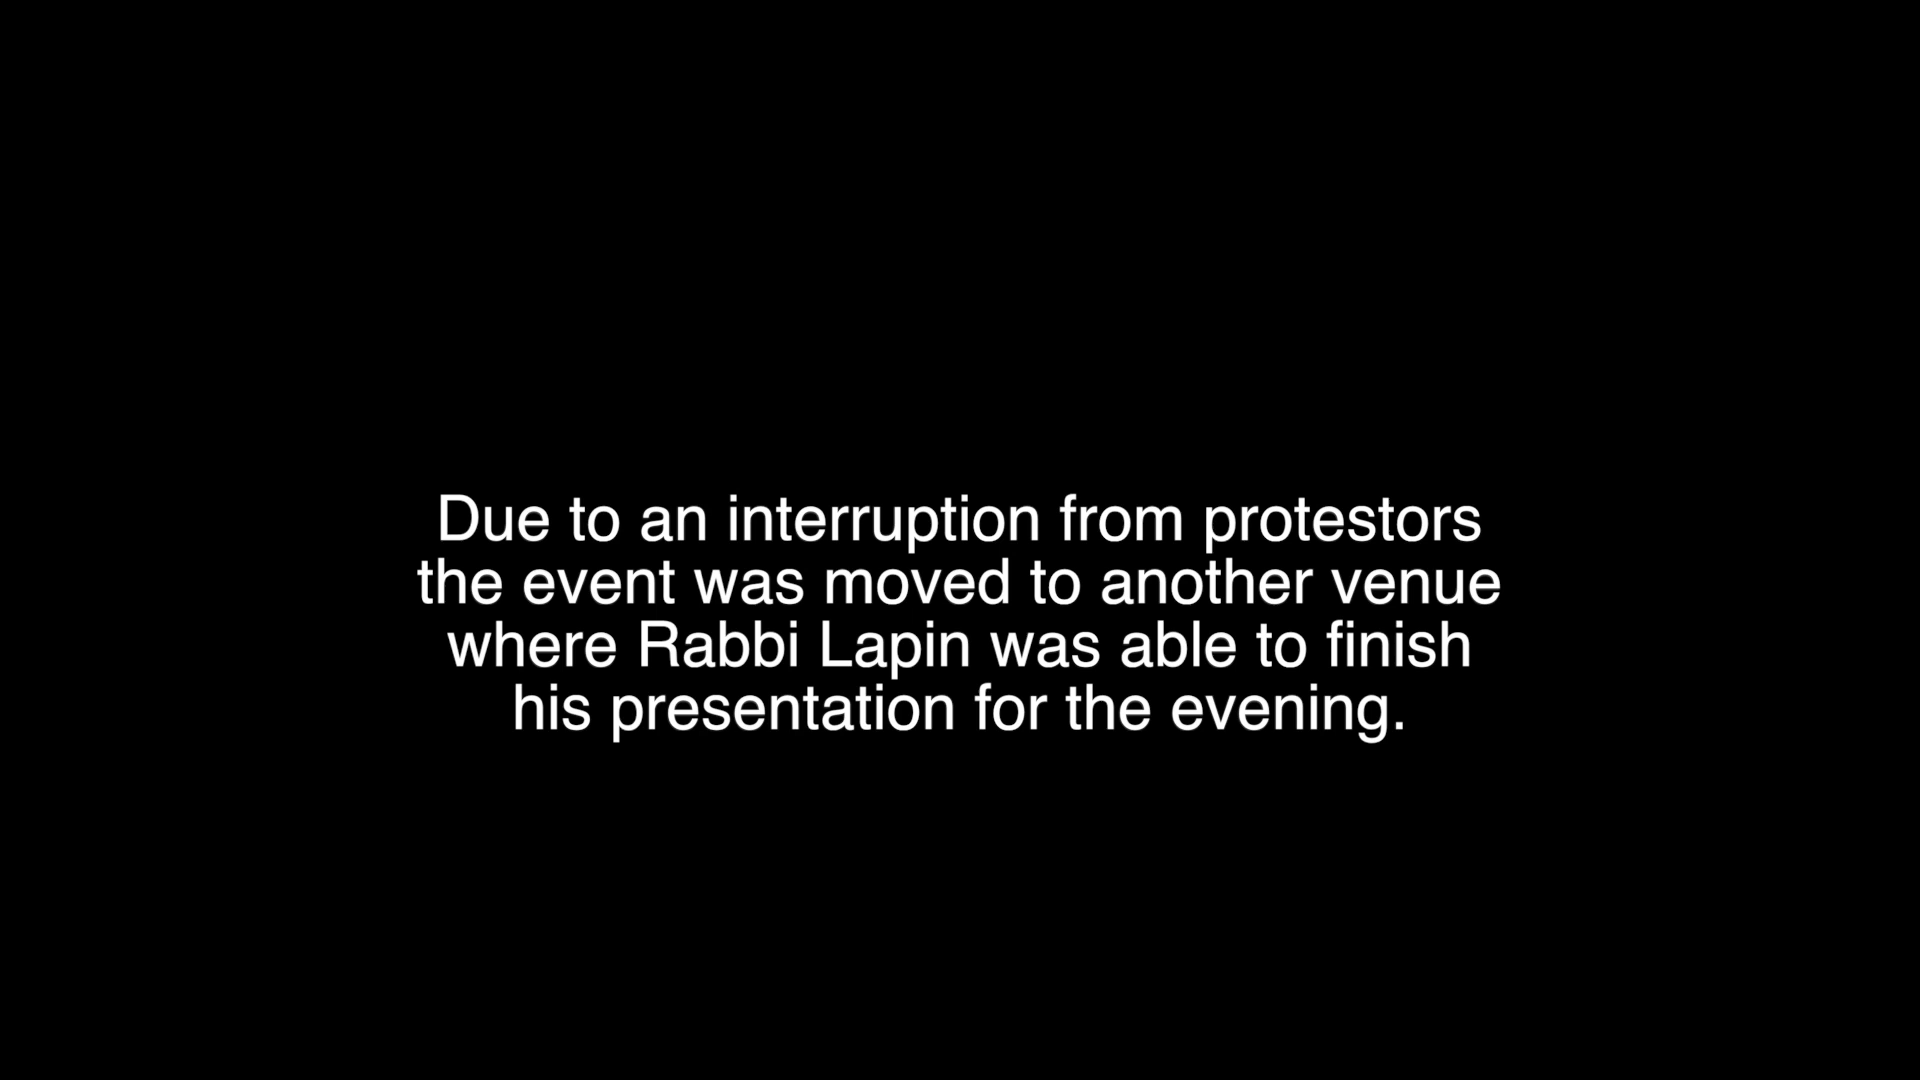 Due to an interruption from protestors
the event was moved to another venue
where Rabbi Lapin was able to finish
his presentation for the evening.